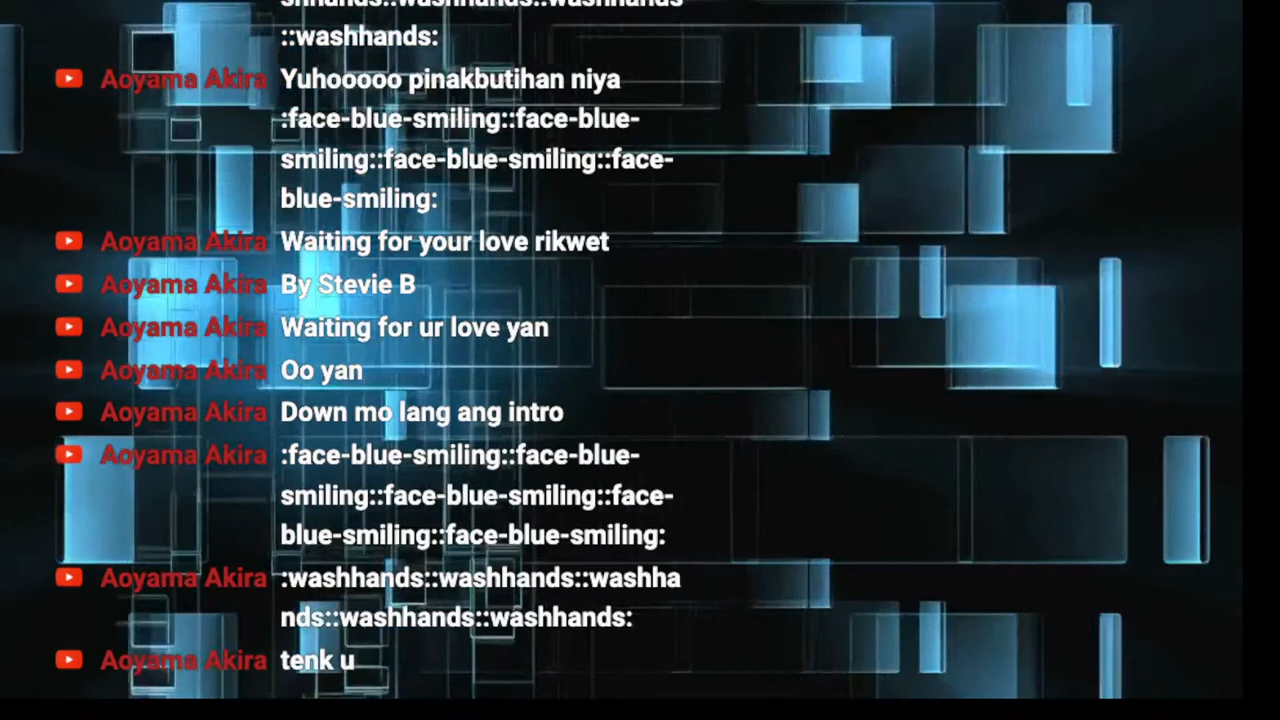 shhands::washhands::washhands
::washhands:
Aoyama Akira Yuhooooo pinakbutihan niya
:face-blue-smiling::face-blue-
smiling::face-blue-smiling::face-
blue-smiling:
Aoyama Akira Waiting for your love rikwet
Aoyama Akira By Stevie B
Aoyama Akira Waiting for ur love yan
Aoyama Akira Oo yan
Aoyama Akira Down mo lang ang intro
Aoyama Akira :face-blue-smiling::face-blue-
smiling::face-blue-smiling::face-
blue-smiling::face-blue-smiling:
Aoyama Akira :washhands::washhands::washha
nds::washhands::washhands:
Aoyama Akira tenk u